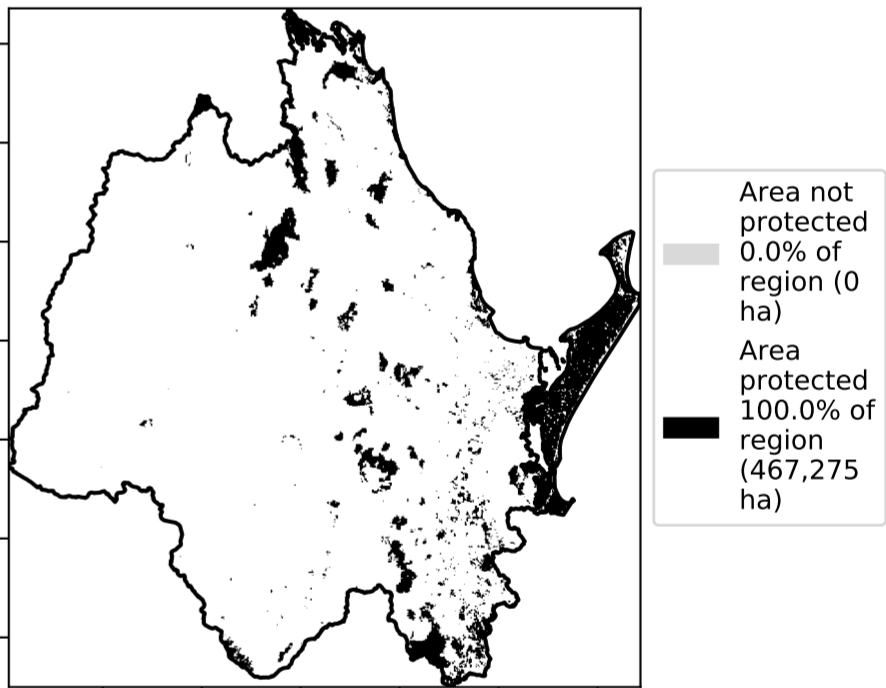 Area not
protected
0.0% of
region (0
ha)
Area
protected
100.0% of
region
(467,275
ha)